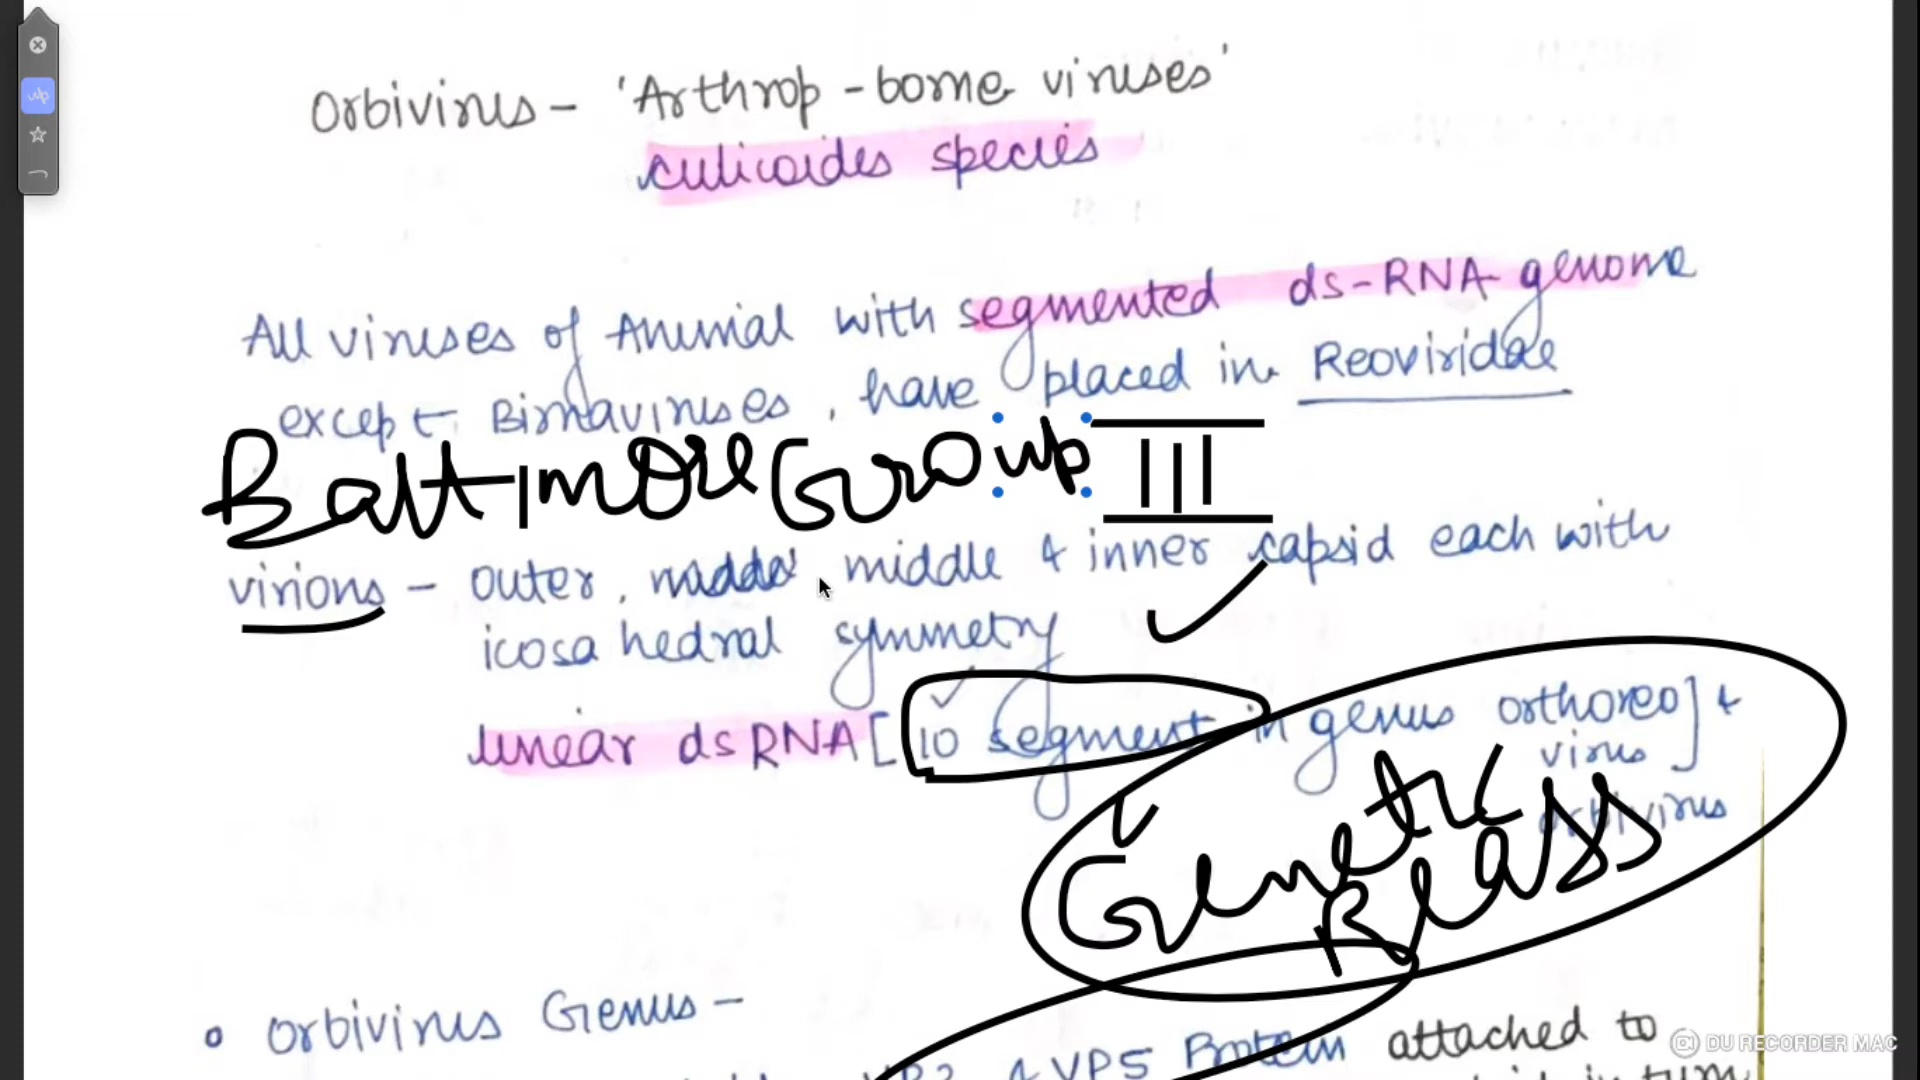 Orbivirus - 'Arthrop - borne viruses'
culicoides species
All viruses of Animal with segmented ds-RNA genome
except Birnaviruses, have placed in Reoviridae
Baltimore Group III
virions - outer, middle & inner capsid each with
icosahedral symmetry
linear dsRNA [10 segment in genus orthoreo] &
virus
orbivirus
Genetic
Reass
• Orbivirus Genus -
& VP5 Protein attached to
in turn
DU RECORDER MAC